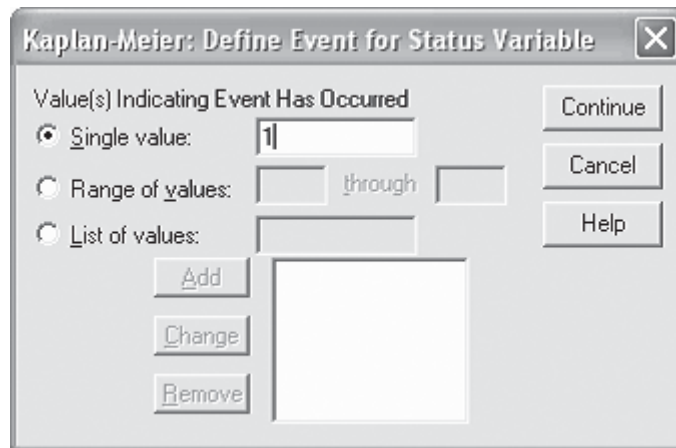 Kaplan-Meier: Define Event for Status Variable
Value(s) Indicating Event Has Occurred
Single value: 1
Range of values: through
List of values:
Add
Change
Remove
Continue
Cancel
Help